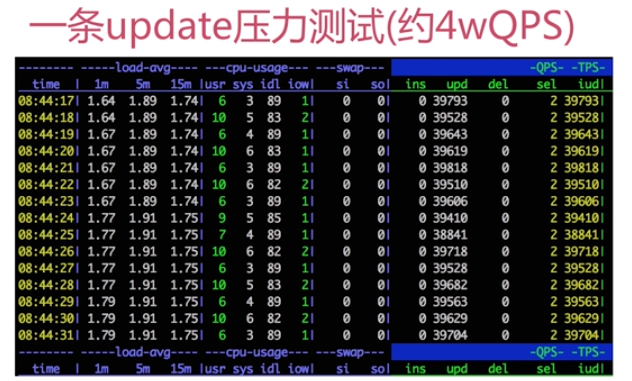 一条update压力测试(约4wQPS)
-------- -----load-avg---- ---cpu-usage--- ---swap--- -QPS- -TPS-
time | 1m 5m 15m|usr sys idl iow| si so| ins upd del sel iud|
08:44:17| 1.64 1.89 1.74| 6 3 89 1| 0 0| 0 39793 0 2 39793|
08:44:18| 1.64 1.89 1.74| 10 5 83 2| 0 0| 0 39528 0 2 39528|
08:44:19| 1.67 1.89 1.74| 6 4 89 1| 0 0| 0 39643 0 2 39643|
08:44:20| 1.67 1.89 1.74| 10 6 83 1| 0 0| 0 39619 0 2 39619|
08:44:21| 1.67 1.89 1.74| 6 3 89 1| 0 0| 0 39818 0 2 39818|
08:44:22| 1.67 1.89 1.74| 10 6 82 2| 0 0| 0 39510 0 2 39510|
08:44:23| 1.67 1.89 1.74| 6 3 89 1| 0 0| 0 39606 0 2 39606|
08:44:24| 1.77 1.91 1.75| 9 5 85 1| 0 0| 0 39410 0 2 39410|
08:44:25| 1.77 1.91 1.75| 7 4 89 1| 0 0| 0 38841 0 2 38841|
08:44:26| 1.77 1.91 1.75| 10 6 82 2| 0 0| 0 39718 0 2 39718|
08:44:27| 1.77 1.91 1.75| 6 3 89 1| 0 0| 0 39528 0 2 39528|
08:44:28| 1.77 1.91 1.75| 10 5 83 2| 0 0| 0 39682 0 2 39682|
08:44:29| 1.79 1.91 1.75| 6 4 89 1| 0 0| 0 39563 0 2 39563|
08:44:30| 1.79 1.91 1.75| 10 6 82 2| 0 0| 0 39629 0 2 39629|
08:44:31| 1.79 1.91 1.75| 6 3 89 1| 0 0| 0 39704 0 2 39704|
-------- -----load-avg---- ---cpu-usage--- ---swap--- -QPS- -TPS-
time | 1m 5m 15m|usr sys idl iow| si so| ins upd del sel iud|